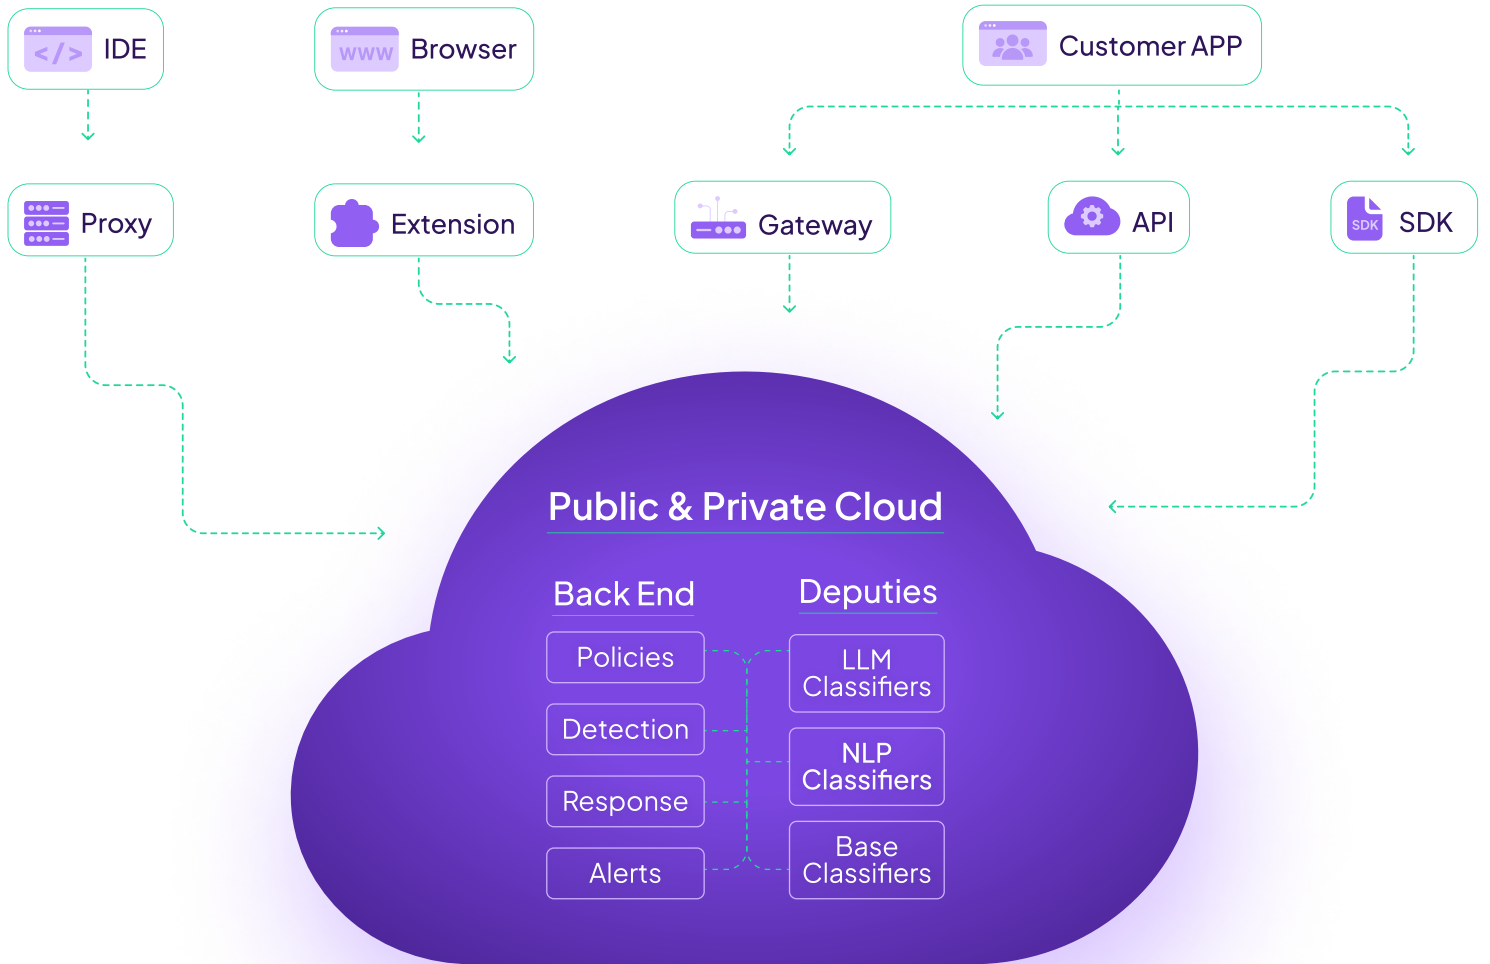 </>
IDE
www
Browser
Customer APP
Proxy
Extension
Gateway
API
SDK
SDK
Public & Private Cloud
Back End
Deputies
Policies
LLM
Classifiers
Detection
NLP
Classifiers
Response
Base
Classifiers
Alerts